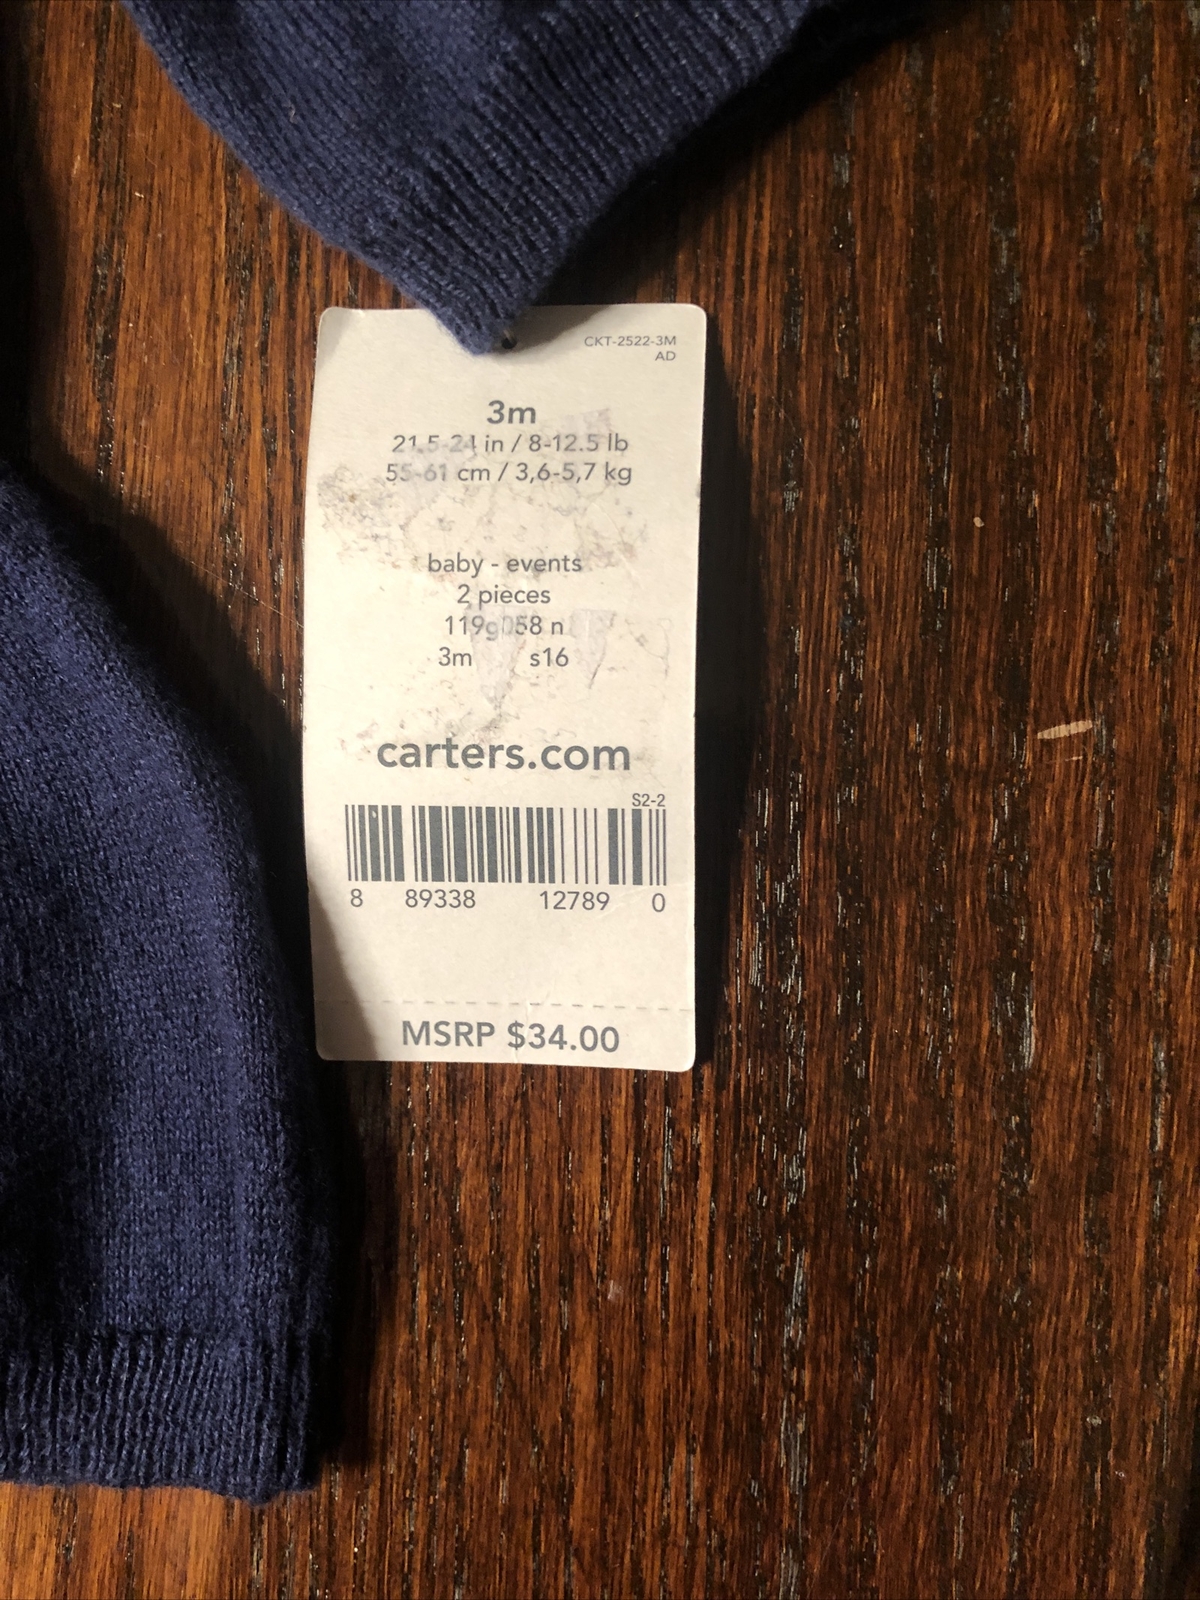 CKT-2522-3M
AD
3m
21.5-24 in / 8-12.5 lb
55-61 cm / 3,6-5,7 kg
baby - events
2 pieces
119g058 n
3m s16
carters.com
S2-2
8 89338 12789 0
MSRP $34.00